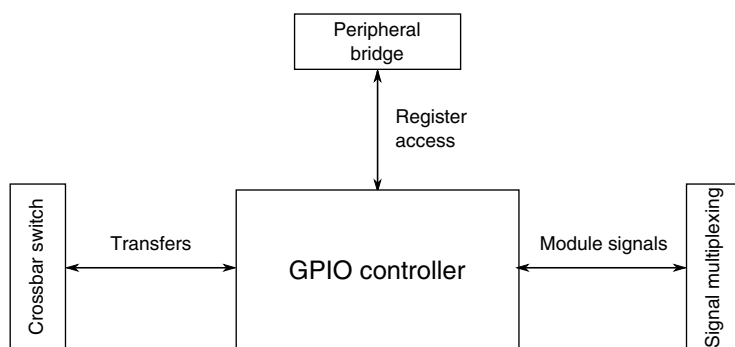 Peripheral
bridge
Register
access
Crossbar switch
Transfers
GPIO controller
Module signals
Signal multiplexing